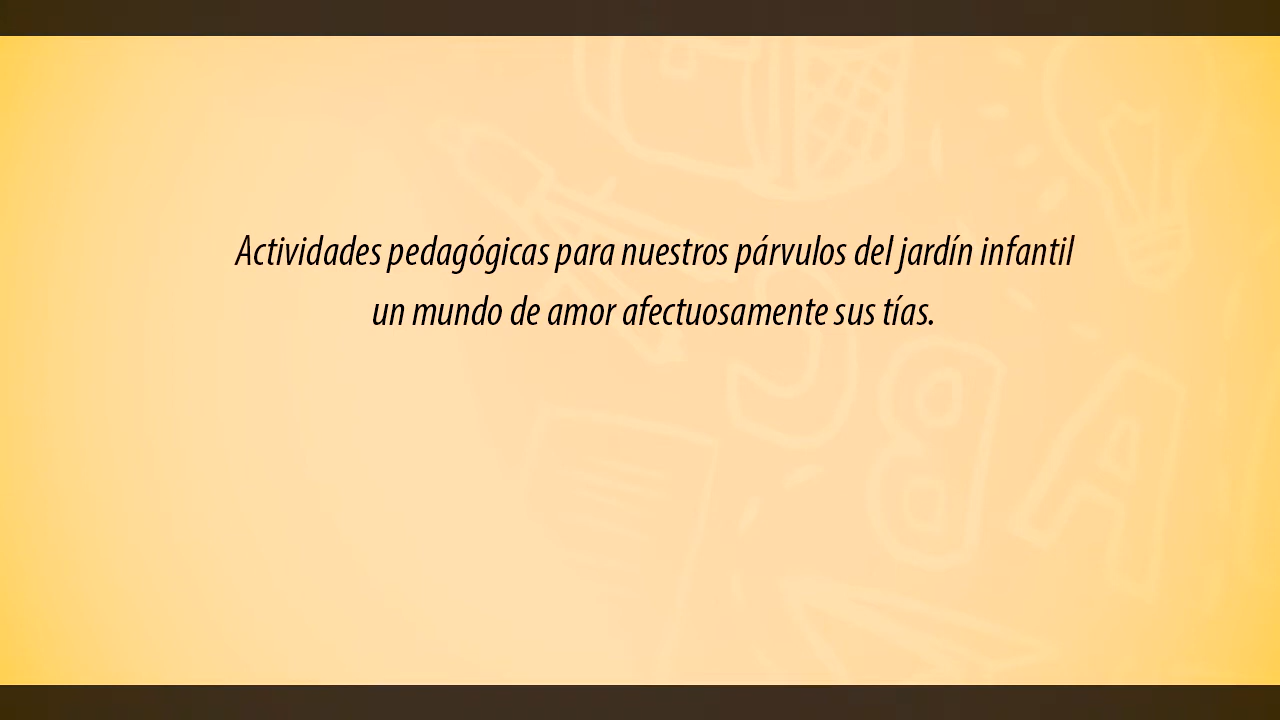 Actividades pedagógicas para nuestros párvulos del jardín infantil
un mundo de amor afectuosamente sus tías.
C B A